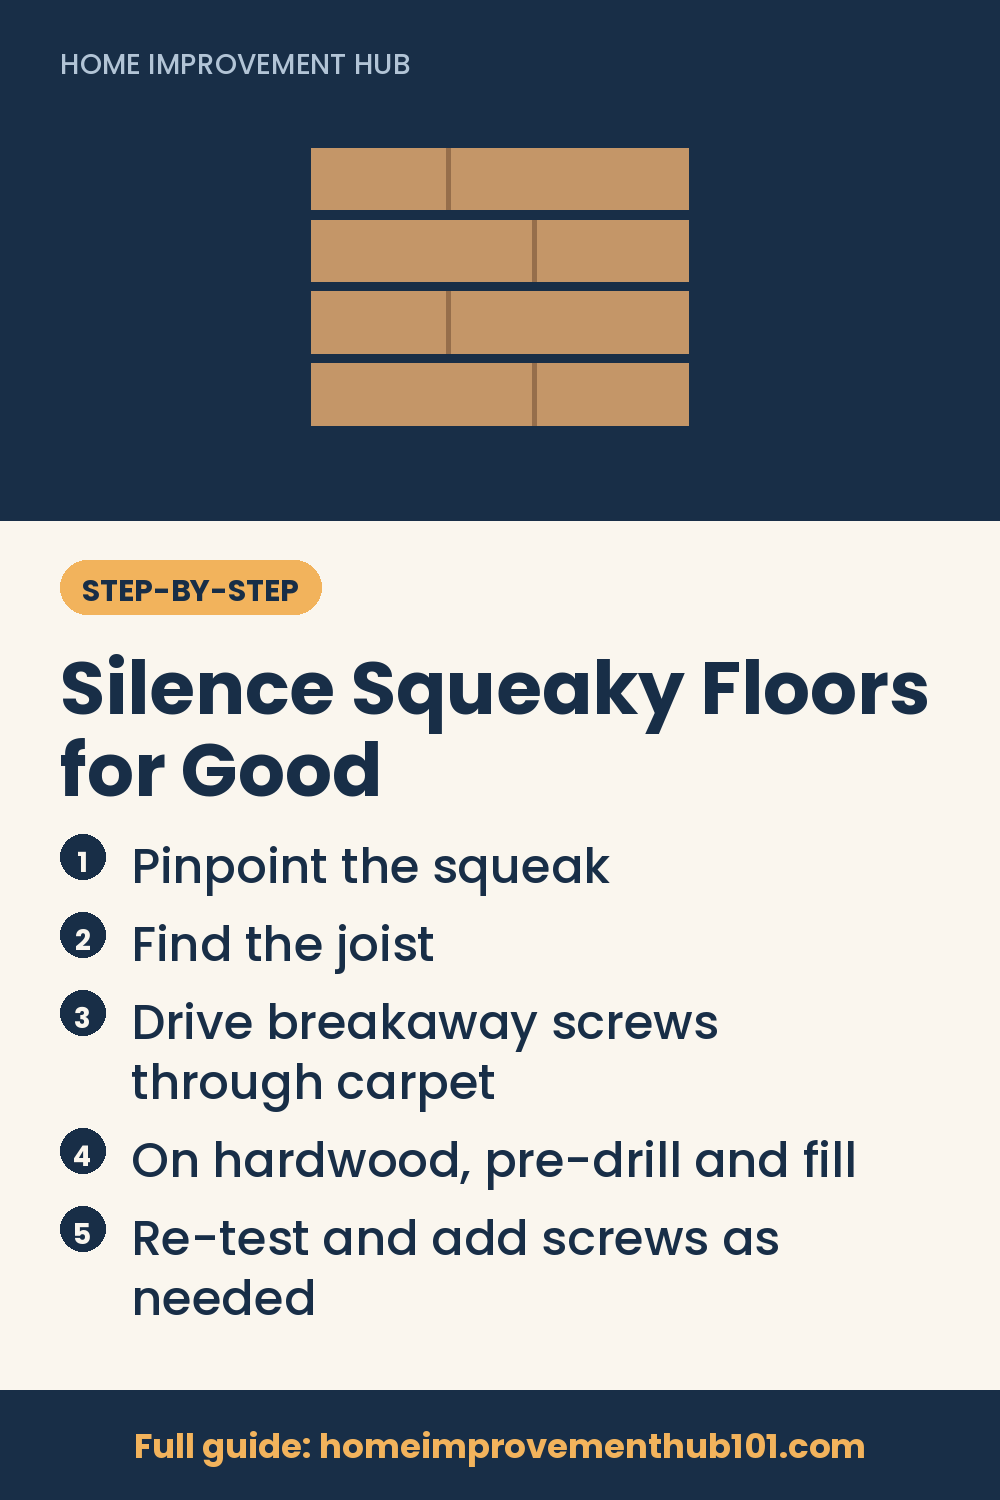 HOME IMPROVEMENT HUB
STEP-BY-STEP
Silence Squeaky Floors
for Good
1 Pinpoint the squeak
2 Find the joist
3 Drive breakaway screws
through carpet
4 On hardwood, pre-drill and fill
5 Re-test and add screws as
needed
Full guide: homeimprovementhub101.com